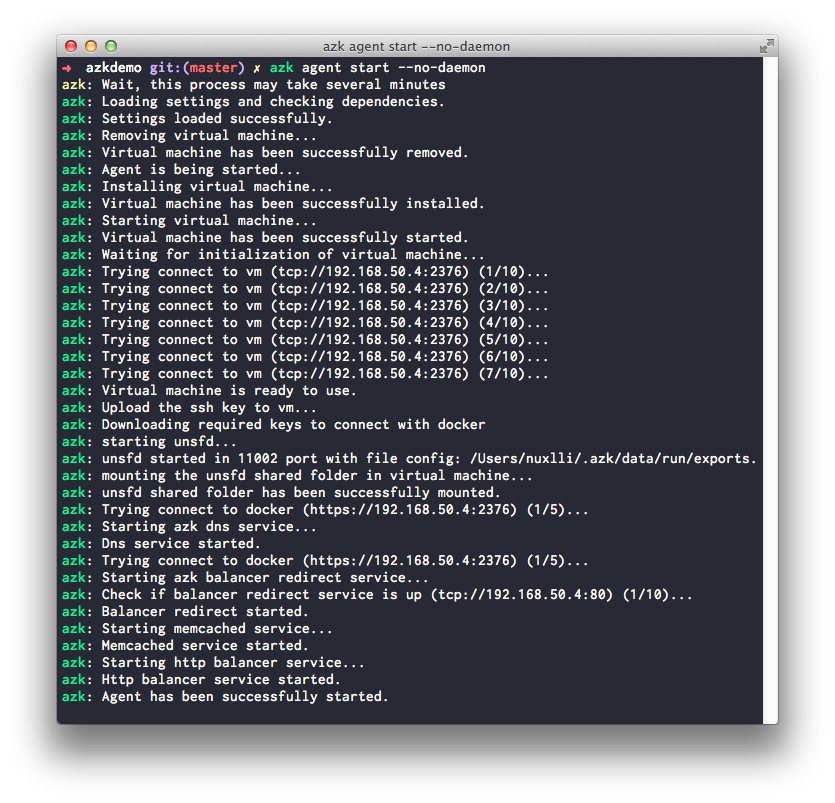 azk agent start --no-daemon
➜ azkdemo git:(master) ✗ azk agent start --no-daemon
azk: Wait, this process may take several minutes
azk: Loading settings and checking dependencies.
azk: Settings loaded successfully.
azk: Removing virtual machine...
azk: Virtual machine has been successfully removed.
azk: Agent is being started...
azk: Installing virtual machine...
azk: Virtual machine has been successfully installed.
azk: Starting virtual machine...
azk: Virtual machine has been successfully started.
azk: Waiting for initialization of virtual machine...
azk: Trying connect to vm (tcp://192.168.50.4:2376) (1/10)...
azk: Trying connect to vm (tcp://192.168.50.4:2376) (2/10)...
azk: Trying connect to vm (tcp://192.168.50.4:2376) (3/10)...
azk: Trying connect to vm (tcp://192.168.50.4:2376) (4/10)...
azk: Trying connect to vm (tcp://192.168.50.4:2376) (5/10)...
azk: Trying connect to vm (tcp://192.168.50.4:2376) (6/10)...
azk: Trying connect to vm (tcp://192.168.50.4:2376) (7/10)...
azk: Virtual machine is ready to use.
azk: Upload the ssh key to vm...
azk: Downloading required keys to connect with docker
azk: starting unsfd...
azk: unsfd started in 11002 port with file config: /Users/nuxlli/.azk/data/run/exports.
azk: mounting the unsfd shared folder in virtual machine...
azk: unsfd shared folder has been successfully mounted.
azk: Trying connect to docker (https://192.168.50.4:2376) (1/5)...
azk: Starting azk dns service...
azk: Dns service started.
azk: Trying connect to docker (https://192.168.50.4:2376) (1/5)...
azk: Starting azk balancer redirect service...
azk: Check if balancer redirect service is up (tcp://192.168.50.4:80) (1/10)...
azk: Balancer redirect started.
azk: Starting memcached service...
azk: Memcached service started.
azk: Starting http balancer service...
azk: Http balancer service started.
azk: Agent has been successfully started.